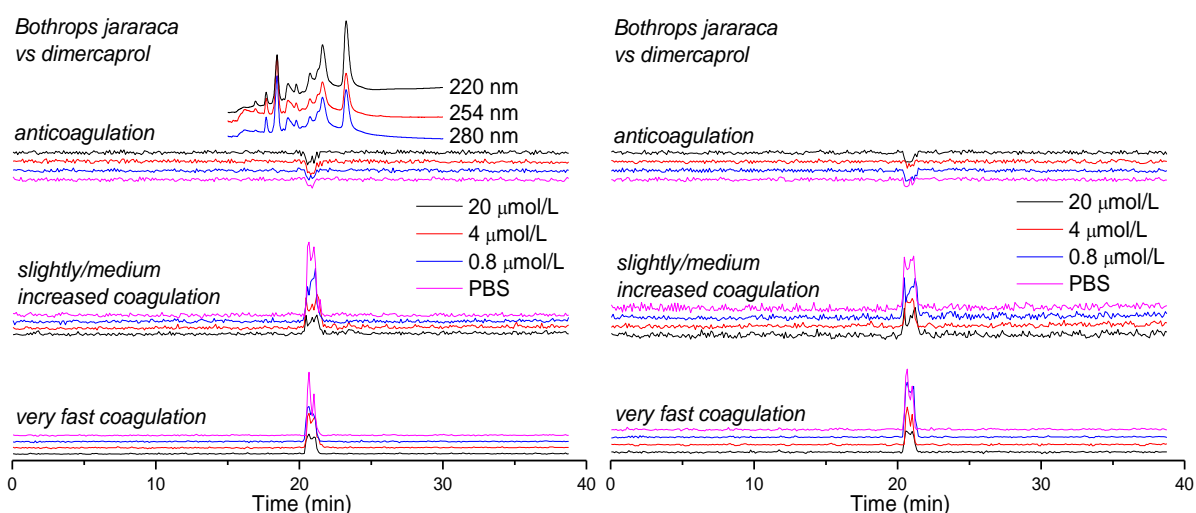 Bothrops jararaca
vs dimercaprol
220 nm
254 nm
280 nm
anticoagulation
20 μmol/L
4 μmol/L
0.8 μmol/L
PBS
slightly/medium
increased coagulation
very fast coagulation
0 10 20 30 40
Time (min)
Bothrops jararaca
vs dimercaprol
anticoagulation
20 μmol/L
4 μmol/L
0.8 μmol/L
PBS
slightly/medium
increased coagulation
very fast coagulation
0 10 20 30 40
Time (min)